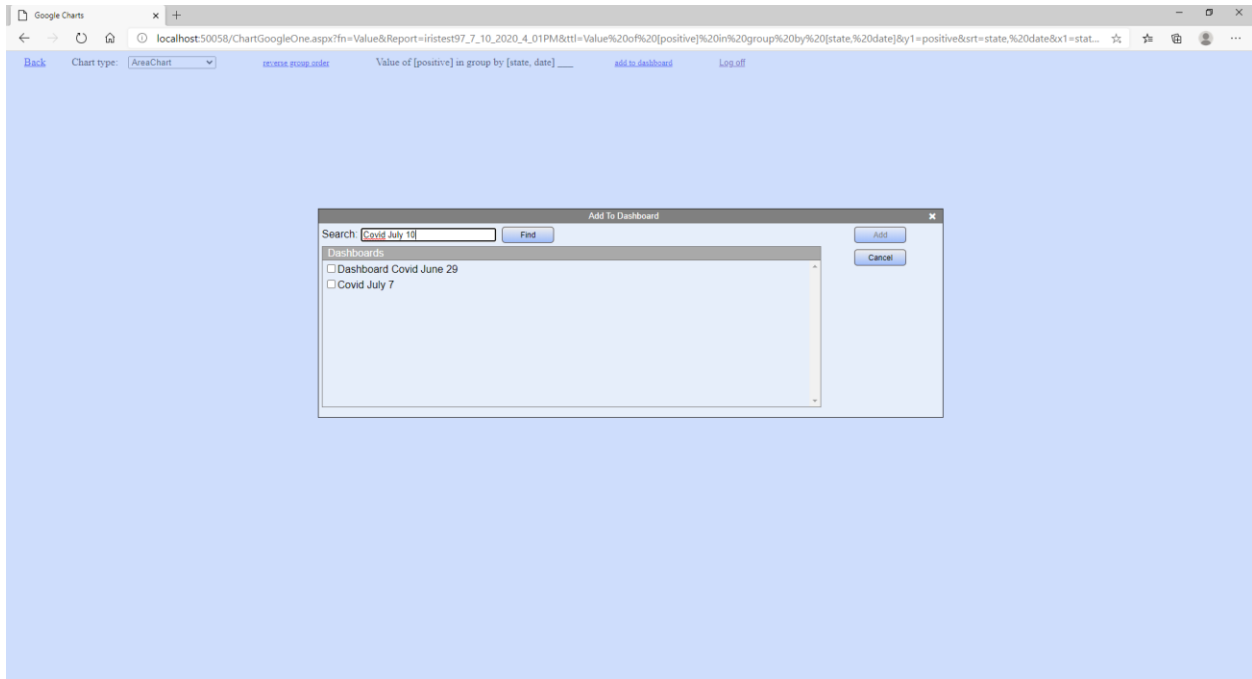 Google Charts
localhost:50058/ChartGoogleOne.aspx?fn=Value&Report=iristest97_7_10_2020_4_01PM&ttl=Value%20of%20[positive]%20in%20group%20by%20[state,%20date]&y1=positive&srt=state,%20date&x1=stat...
Back Chart type: AreaChart reverse group order Value of [positive] in group by [state, date] ___ add to dashboard Log off
Add To Dashboard
Search: Covid July 10 Find Add
Dashboards Cancel
Dashboard Covid June 29
Covid July 7